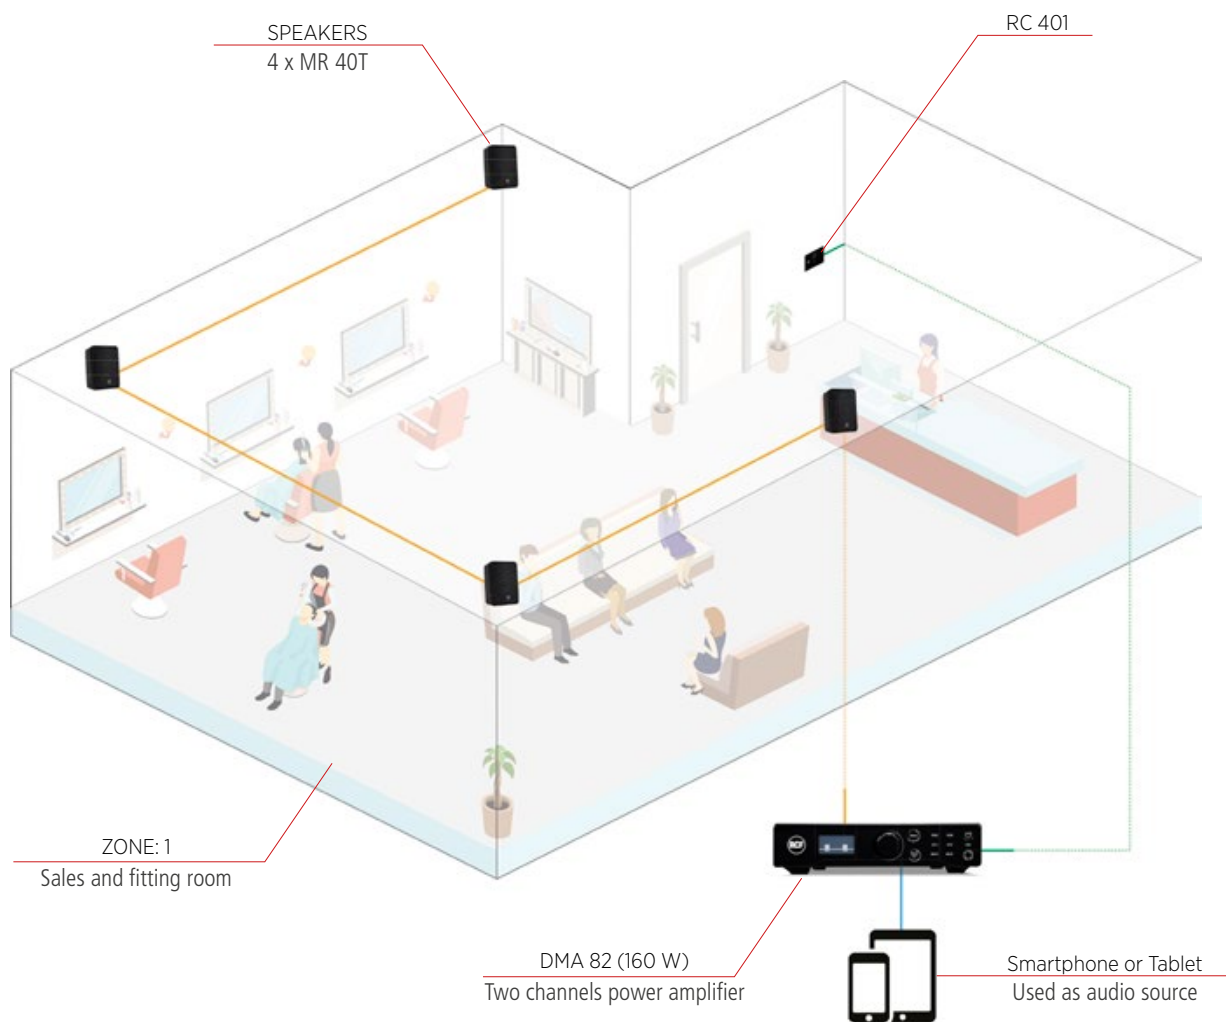 SPEAKERS
4 x MR 40T
RC 401
ZONE: 1
Sales and fitting room
RCF
DMA 82 (160 W)
Two channels power amplifier
Smartphone or Tablet
Used as audio source